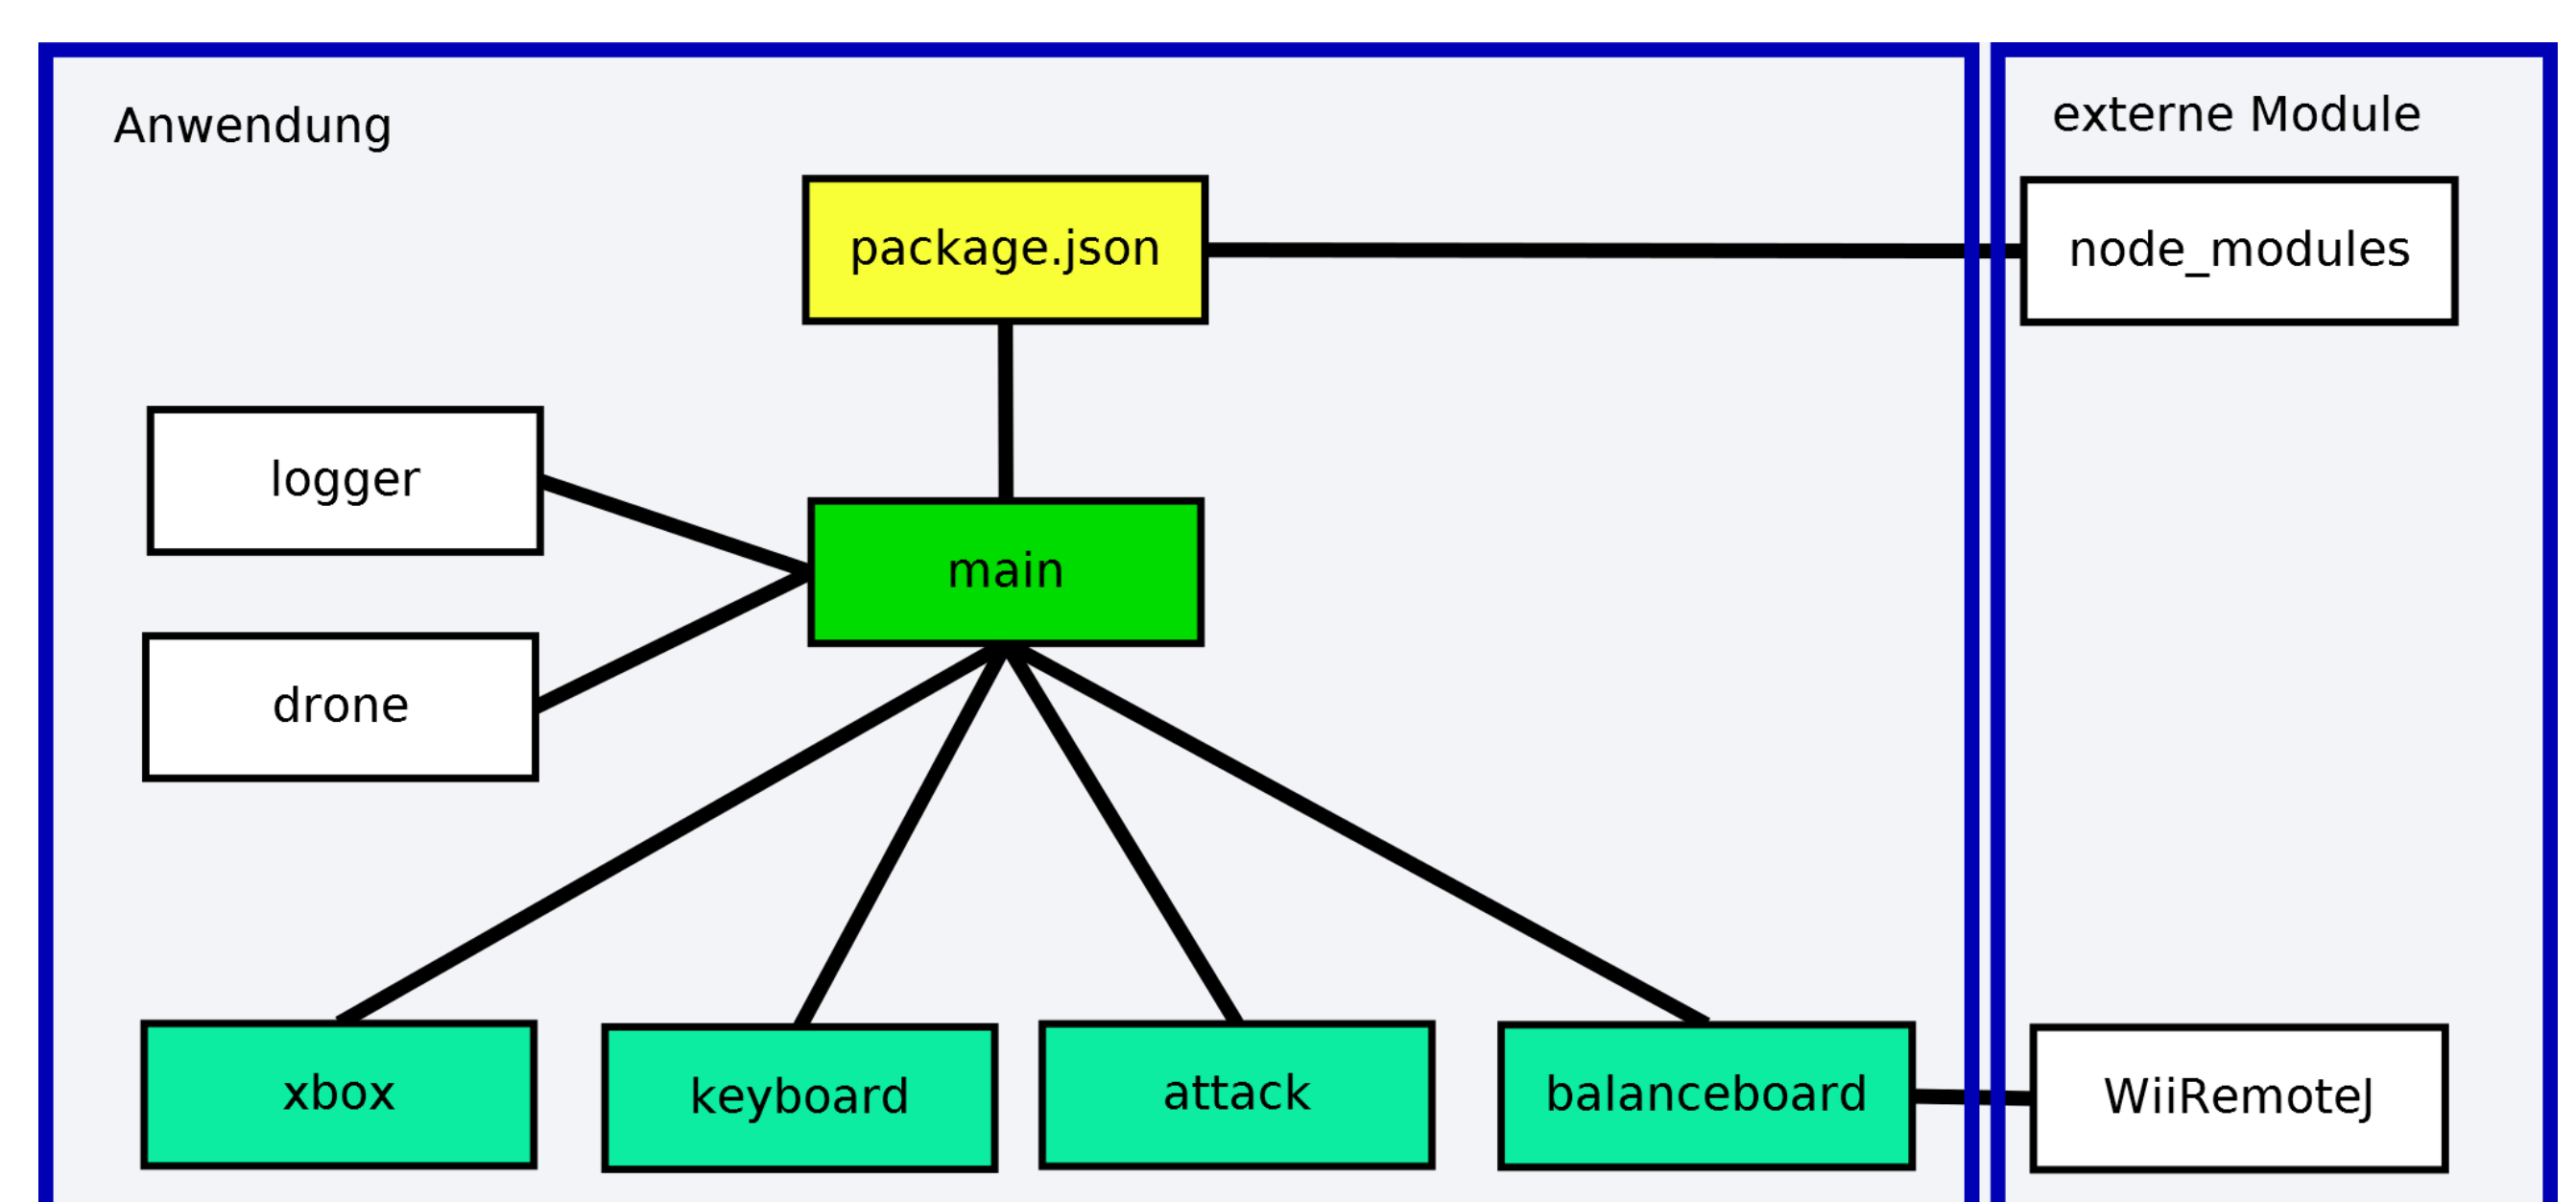 Anwendung
externe Module
package.json
node_modules
logger
main
drone
xbox
keyboard
attack
balanceboard
WiiRemoteJ